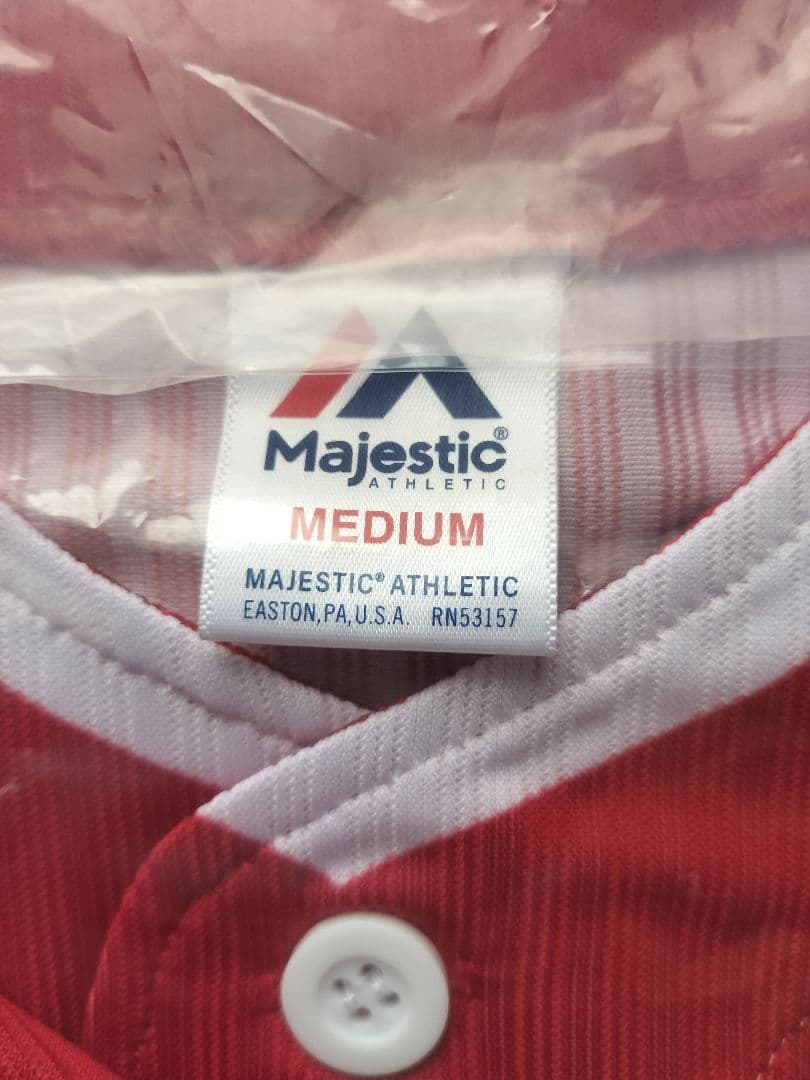 Majestic®
ATHLETIC
MEDIUM
MAJESTIC® ATHLETIC
EASTON, PA, U.S.A. RN53157